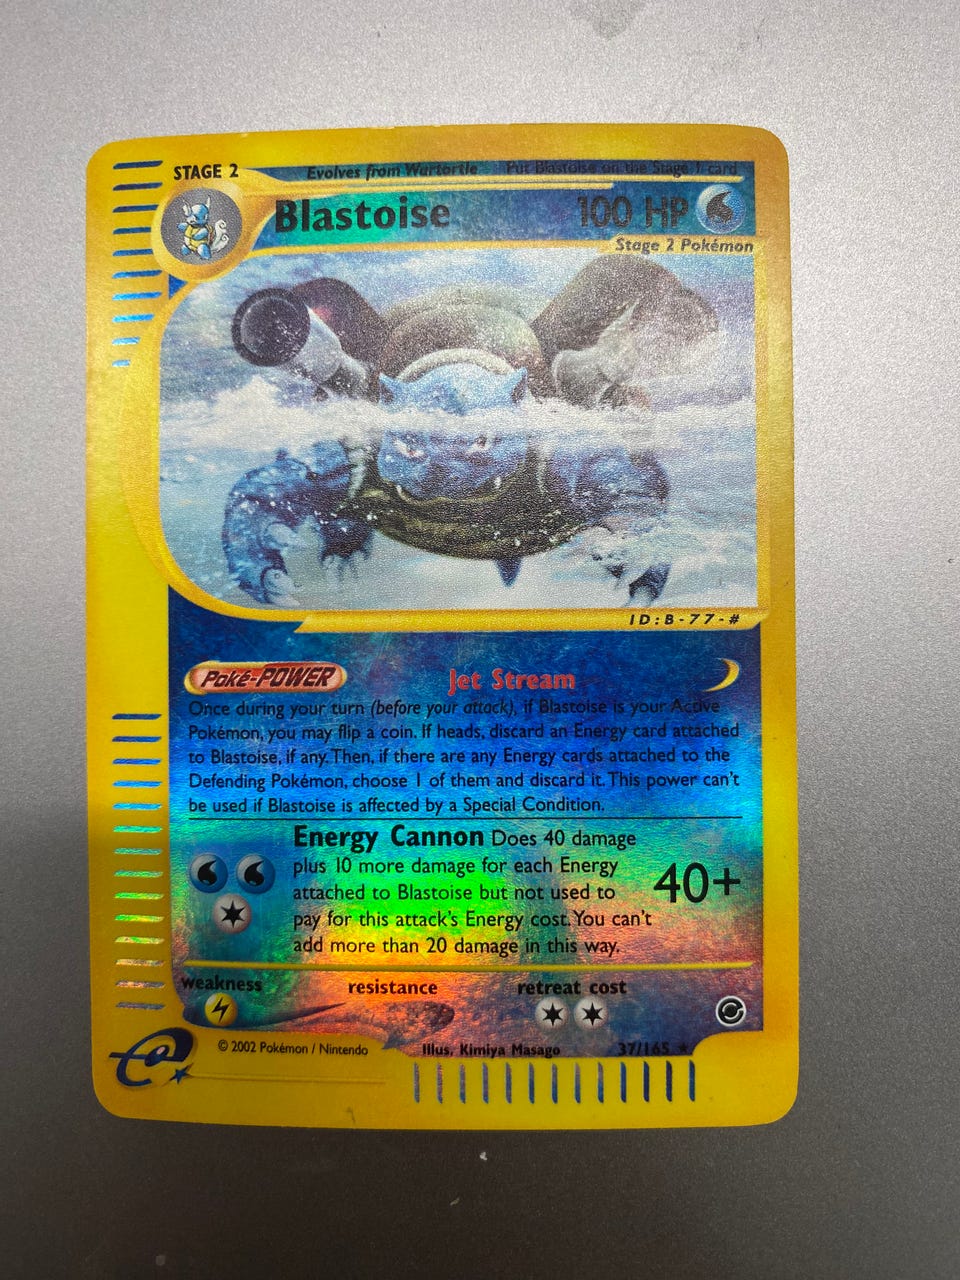 STAGE 2 Evolves from Wartortle Put Blastoise on the Stage 1 card
Blastoise 100 HP
Stage 2 Pokémon
ID:B-77-#
Poké-POWER Jet Stream
Once during your turn (before your attack), if Blastoise is your Active
Pokémon, you may flip a coin. If heads, discard an Energy card attached
to Blastoise, if any. Then, if there are any Energy cards attached to the
Defending Pokémon, choose 1 of them and discard it. This power can't
be used if Blastoise is affected by a Special Condition.
Energy Cannon Does 40 damage
plus 10 more damage for each Energy
attached to Blastoise but not used to
pay for this attack's Energy cost. You can't
add more than 20 damage in this way.
40+
weakness resistance retreat cost
e
© 2002 Pokémon / Nintendo Illus. Kimiya Masago 37/165 ★